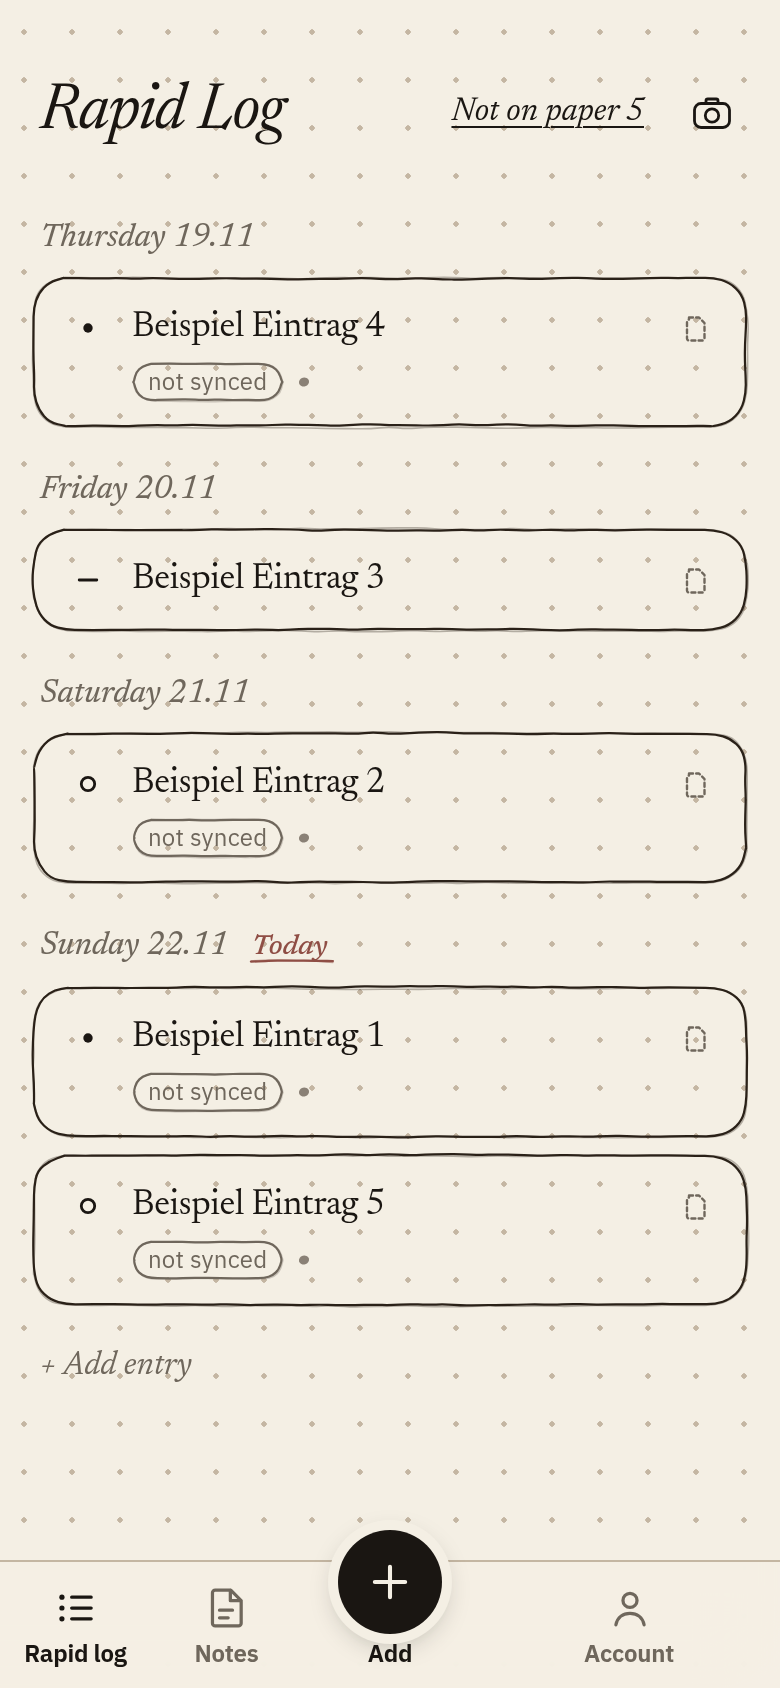 Rapid Log
Not on paper 5
Thursday 19.11
Beispiel Eintrag 4
not synced
Friday 20.11
Beispiel Eintrag 3
Saturday 21.11
Beispiel Eintrag 2
not synced
Sunday 22.11 Today
Beispiel Eintrag 1
not synced
Beispiel Eintrag 5
not synced
+ Add entry
Rapid log
Notes
Add
Account